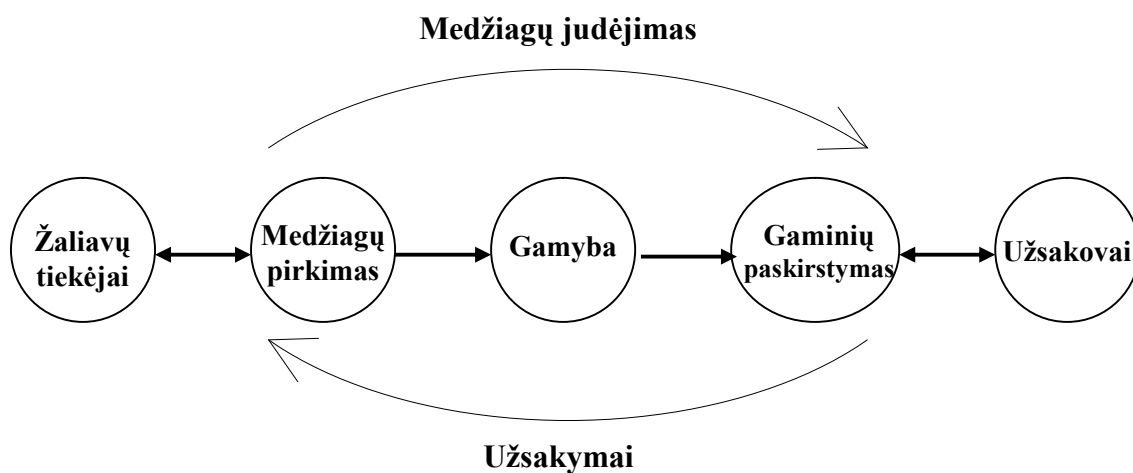 Medžiagų judėjimas
Žaliavų
tiekėjai
Medžiagų
pirkimas
Gamyba
Gaminių
paskirstymas
Užsakovai
Užsakymai